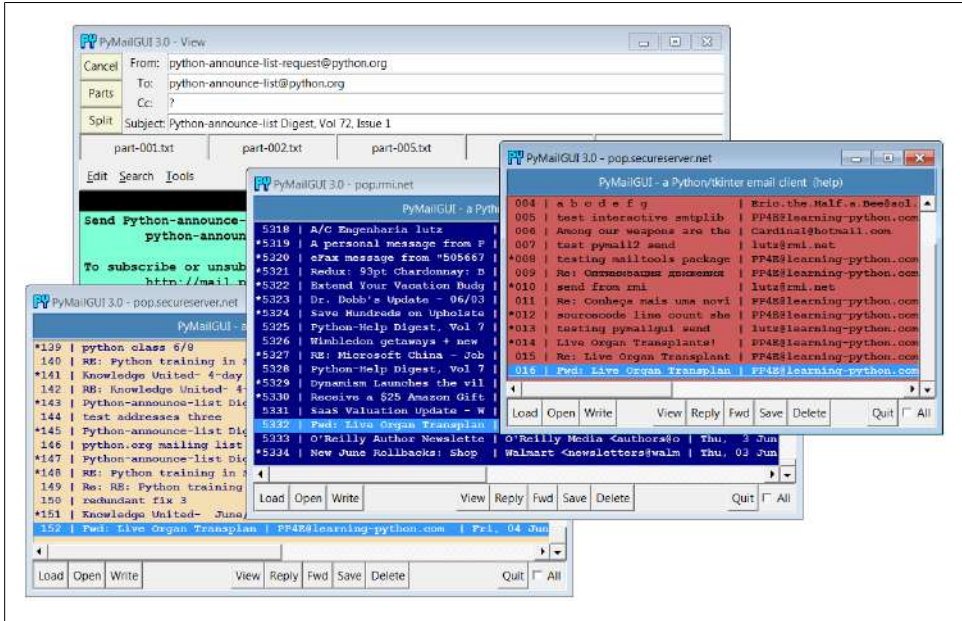 PyMailGUI 3.0 - View
Cancel From: python-announce-list-request@python.org
Parts To: python-announce-list@python.org
Cc: ?
Split Subject: Python-announce-list Digest, Vol 72, Issue 1
part-001.txt part-002.txt part-005.txt
Edit Search Tools
Send Python-announce-
python-announ
To subscribe or unsub
http://mail.p
PyMailGUI 3.0 - pop.secureserver.net
PyMailGUI - a Python/tkinter email client (help)
004 | a b c d e f g | Eric.the.Half.a.Bee@aol.
005 | test interactive smtplib | PP4E@learning-python.com
006 | Among our weapons are the | Cardinal@hotmail.com
007 | test pymail2 send | lutz@rmi.net
*008 | testing mailtools package | PP4E@learning-python.com
009 | Re: движения | PP4E@learning-python.com
*010 | send from rmi | lutz@rmi.net
011 | Re: Conheça mais uma novi | PP4E@learning-python.com
*012 | sourcecode line count she | PP4E@learning-python.com
*013 | testing pymailgui send | lutz@rmi.net
*014 | Live Organ Transplants! | PP4E@learning-python.com
015 | Re: Live Organ Transplant | PP4E@learning-python.com
016 | Fwd: Live Organ Transplan | PP4E@learning-python.com
Load Open Write View Reply Fwd Save Delete Quit All
PyMailGUI 3.0 - pop.rmi.net
PyMailGUI - a Pyth
5318 | A/C Engenharia lutz |
*5319 | A personal message from P |
*5320 | eFax message from "505667 |
*5321 | Redux: 93pt Chardonnay: B |
*5322 | Extend Your Vacation Budg |
*5323 | Dr. Dobb's Update - 06/03 |
*5324 | Save Hundreds on Upholste |
5325 | Python-Help Digest, Vol 7 |
5326 | Wimbledon getaways + new |
*5327 | RE: Microsoft China - Job |
5328 | Python-Help Digest, Vol 7 |
*5329 | Dynamism Launches the vil |
*5330 | Receive a $25 Amazon Gift |
5331 | SaaS Valuation Update - W |
5332 | Fwd: Live Organ Transplan |
5333 | O'Reilly Author Newslette | O'Reilly Media <authors@o | Thu, 3 Jun
*5334 | New June Rollbacks: Shop | Walmart <newsletters@walm | Thu, 03 Jun
Load Open Write View Reply Fwd Save Delete Quit All
PyMailGUI 3.0 - pop.secureserver.net
PyMailGUI - a
*139 | python class 6/8
140 | RE: Python training in
*141 | Knowledge United- 4-day
142 | RE: Knowledge United- 4-
*143 | Python-announce-list Dig
144 | test addresses three
*145 | Python-announce-list Dig
146 | python.org mailing list
*147 | Python-announce-list Dig
*148 | RE: Python training in
149 | Re: RE: Python training
150 | redundant fix 3
*151 | Knowledge United- June/
152 | Fwd: Live Organ Transplan | PP4E@learning-python.com | Fri, 04 Jun
Load Open Write View Reply Fwd Save Delete Quit All